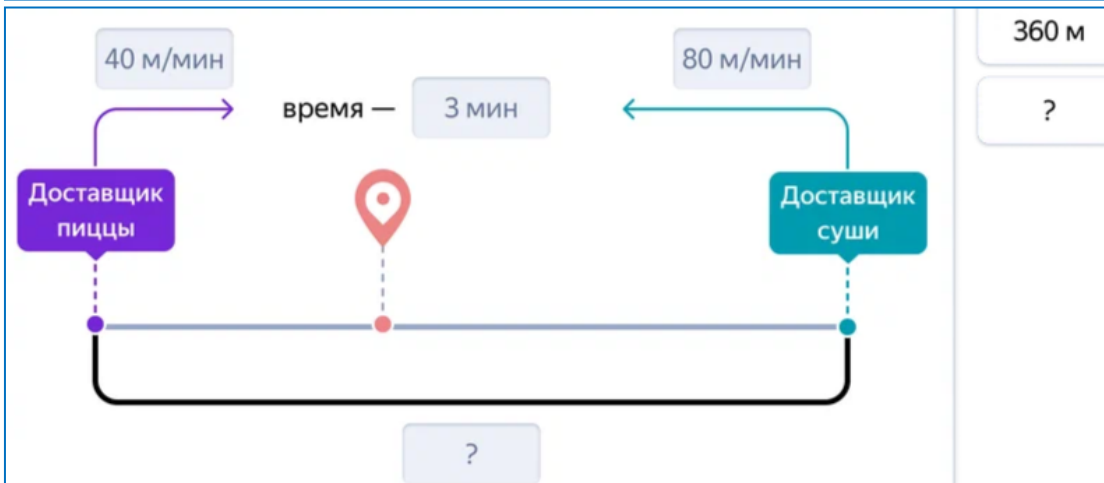 40 м/мин
80 м/мин
время — 3 мин
Доставщик
пиццы
Доставщик
суши
?
360 м
?